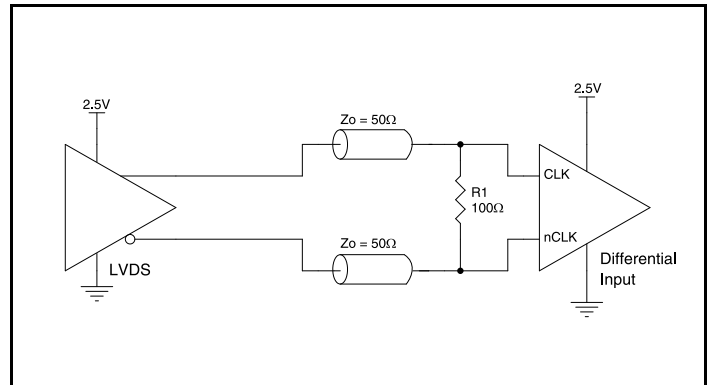 2.5V
2.5V
Zo = 50Ω
CLK
R1
100Ω
nCLK
Zo = 50Ω
LVDS
Differential
Input